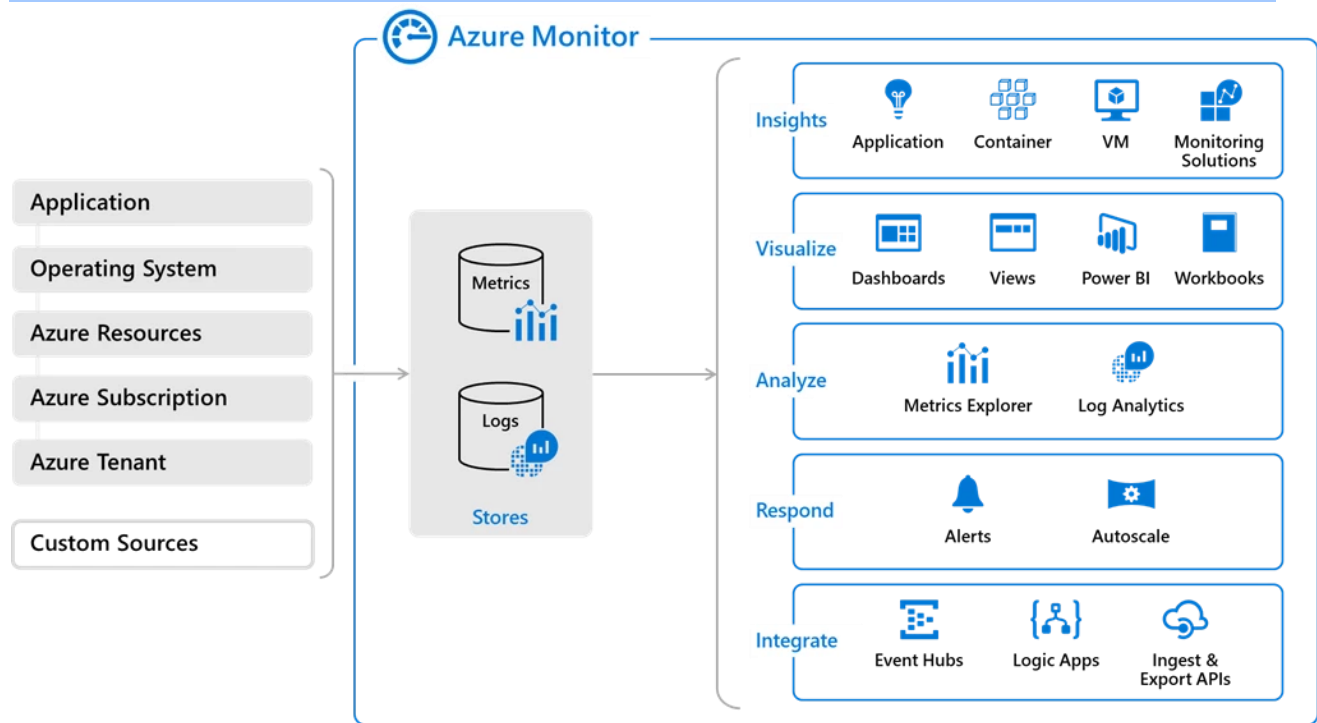 Azure Monitor
Application
Operating System
Azure Resources
Azure Subscription
Azure Tenant
Custom Sources
Metrics
Logs
Stores
Insights
Application
Container
VM
Monitoring
Solutions
Visualize
Dashboards
Views
Power BI
Workbooks
Analyze
Metrics Explorer
Log Analytics
Respond
Alerts
Autoscale
Integrate
Event Hubs
Logic Apps
Ingest &
Export APIs